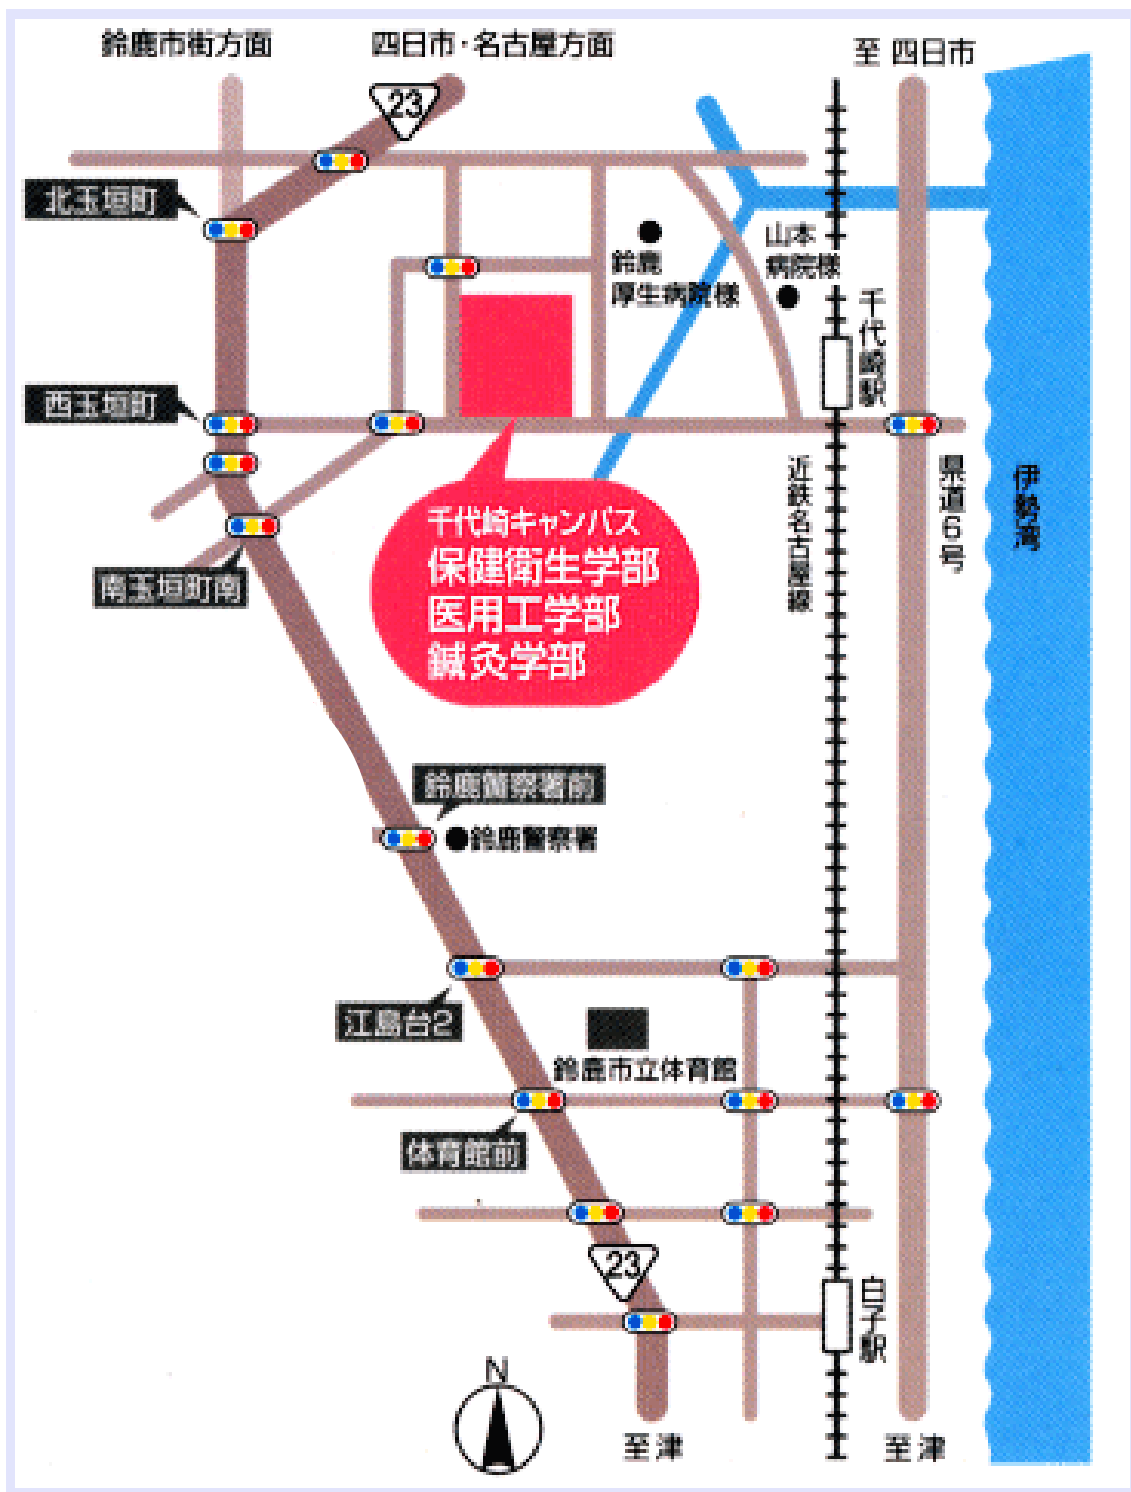 鈴鹿市街方面
四日市・名古屋方面
至 四日市
23
北玉垣町
鈴鹿
厚生病院様
山本
病院様
千代崎駅
西玉垣町
近鉄名古屋線
県道6号
伊勢湾
千代崎キャンパス
保健衛生学部
医用工学部
鍼灸学部
南玉垣町南
鈴鹿警察署前
鈴鹿警察署
江島台2
鈴鹿市立体育館
体育館前
23
白子駅
N
至 津
至 津